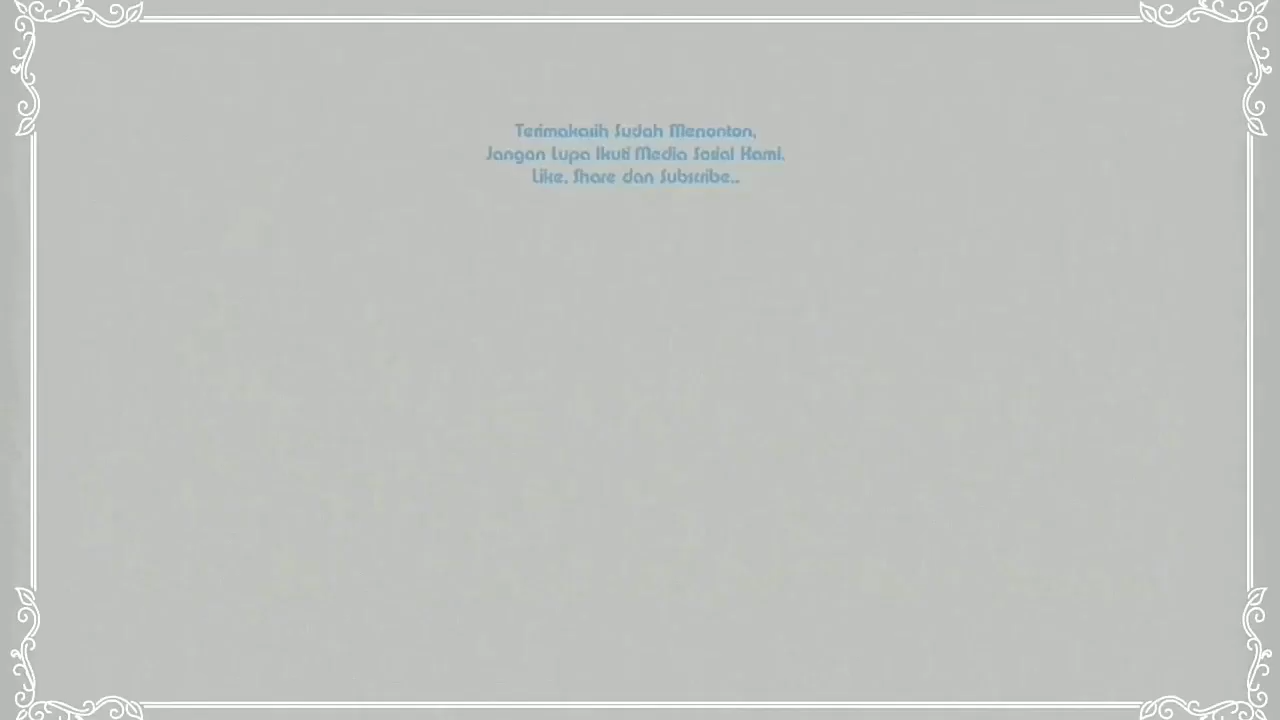 Terimakasih Sudah Menonton,
Jangan Lupa Ikuti Media Sosial Kami,
Like, Share dan Subscribe..